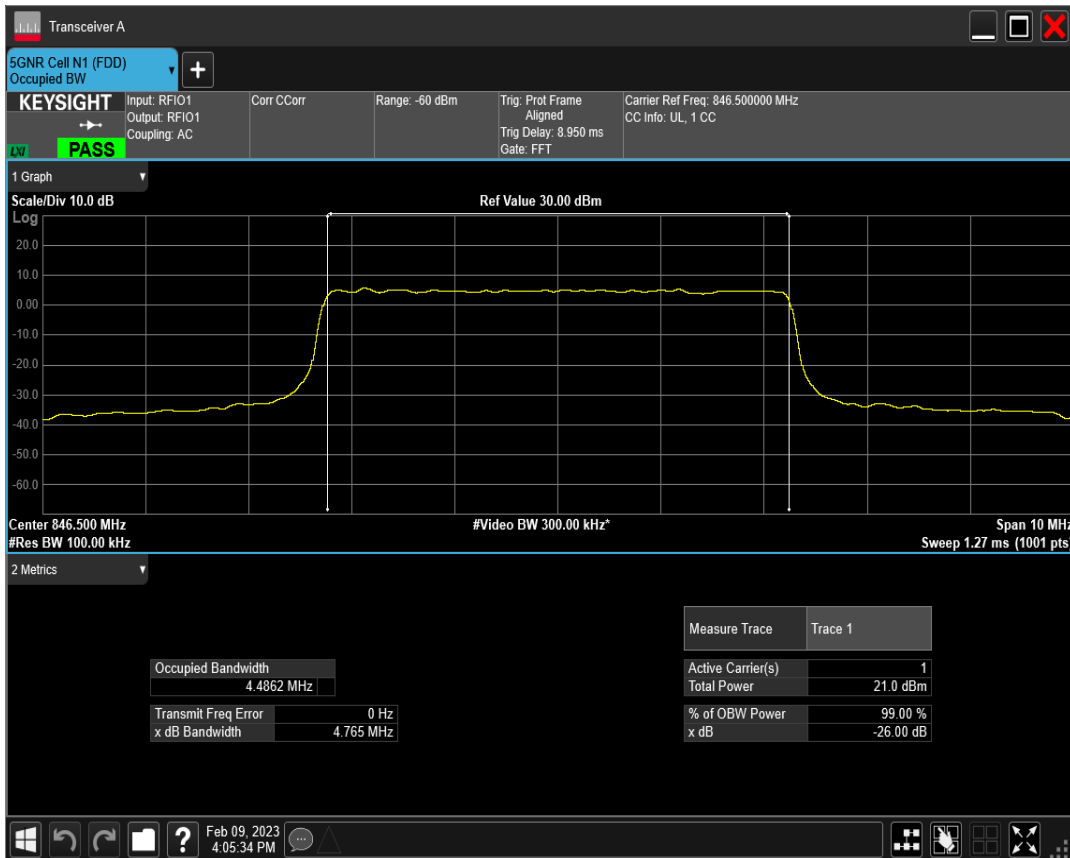 Transceiver A
5GNR Cell N1 (FDD)
Occupied BW
+
KEYSIGHT
LXI
PASS
Input: RFIO1
Output: RFIO1
Coupling: AC
Corr CCorr
Range: -60 dBm
Trig: Prot Frame
Aligned
Trig Delay: 8.950 ms
Gate: FFT
Carrier Ref Freq: 846.500000 MHz
CC Info: UL, 1 CC
1 Graph
Scale/Div 10.0 dB
Ref Value 30.00 dBm
Log
20.0
10.0
0.00
-10.0
-20.0
-30.0
-40.0
-50.0
-60.0
Center 846.500 MHz
#Video BW 300.00 kHz*
Span 10 MHz
#Res BW 100.00 kHz
Sweep 1.27 ms (1001 pts)
2 Metrics
Measure Trace Trace 1
Occupied Bandwidth
4.4862 MHz
Active Carrier(s) 1
Total Power 21.0 dBm
Transmit Freq Error 0 Hz
x dB Bandwidth 4.765 MHz
% of OBW Power 99.00 %
x dB -26.00 dB
?
Feb 09, 2023
4:05:34 PM